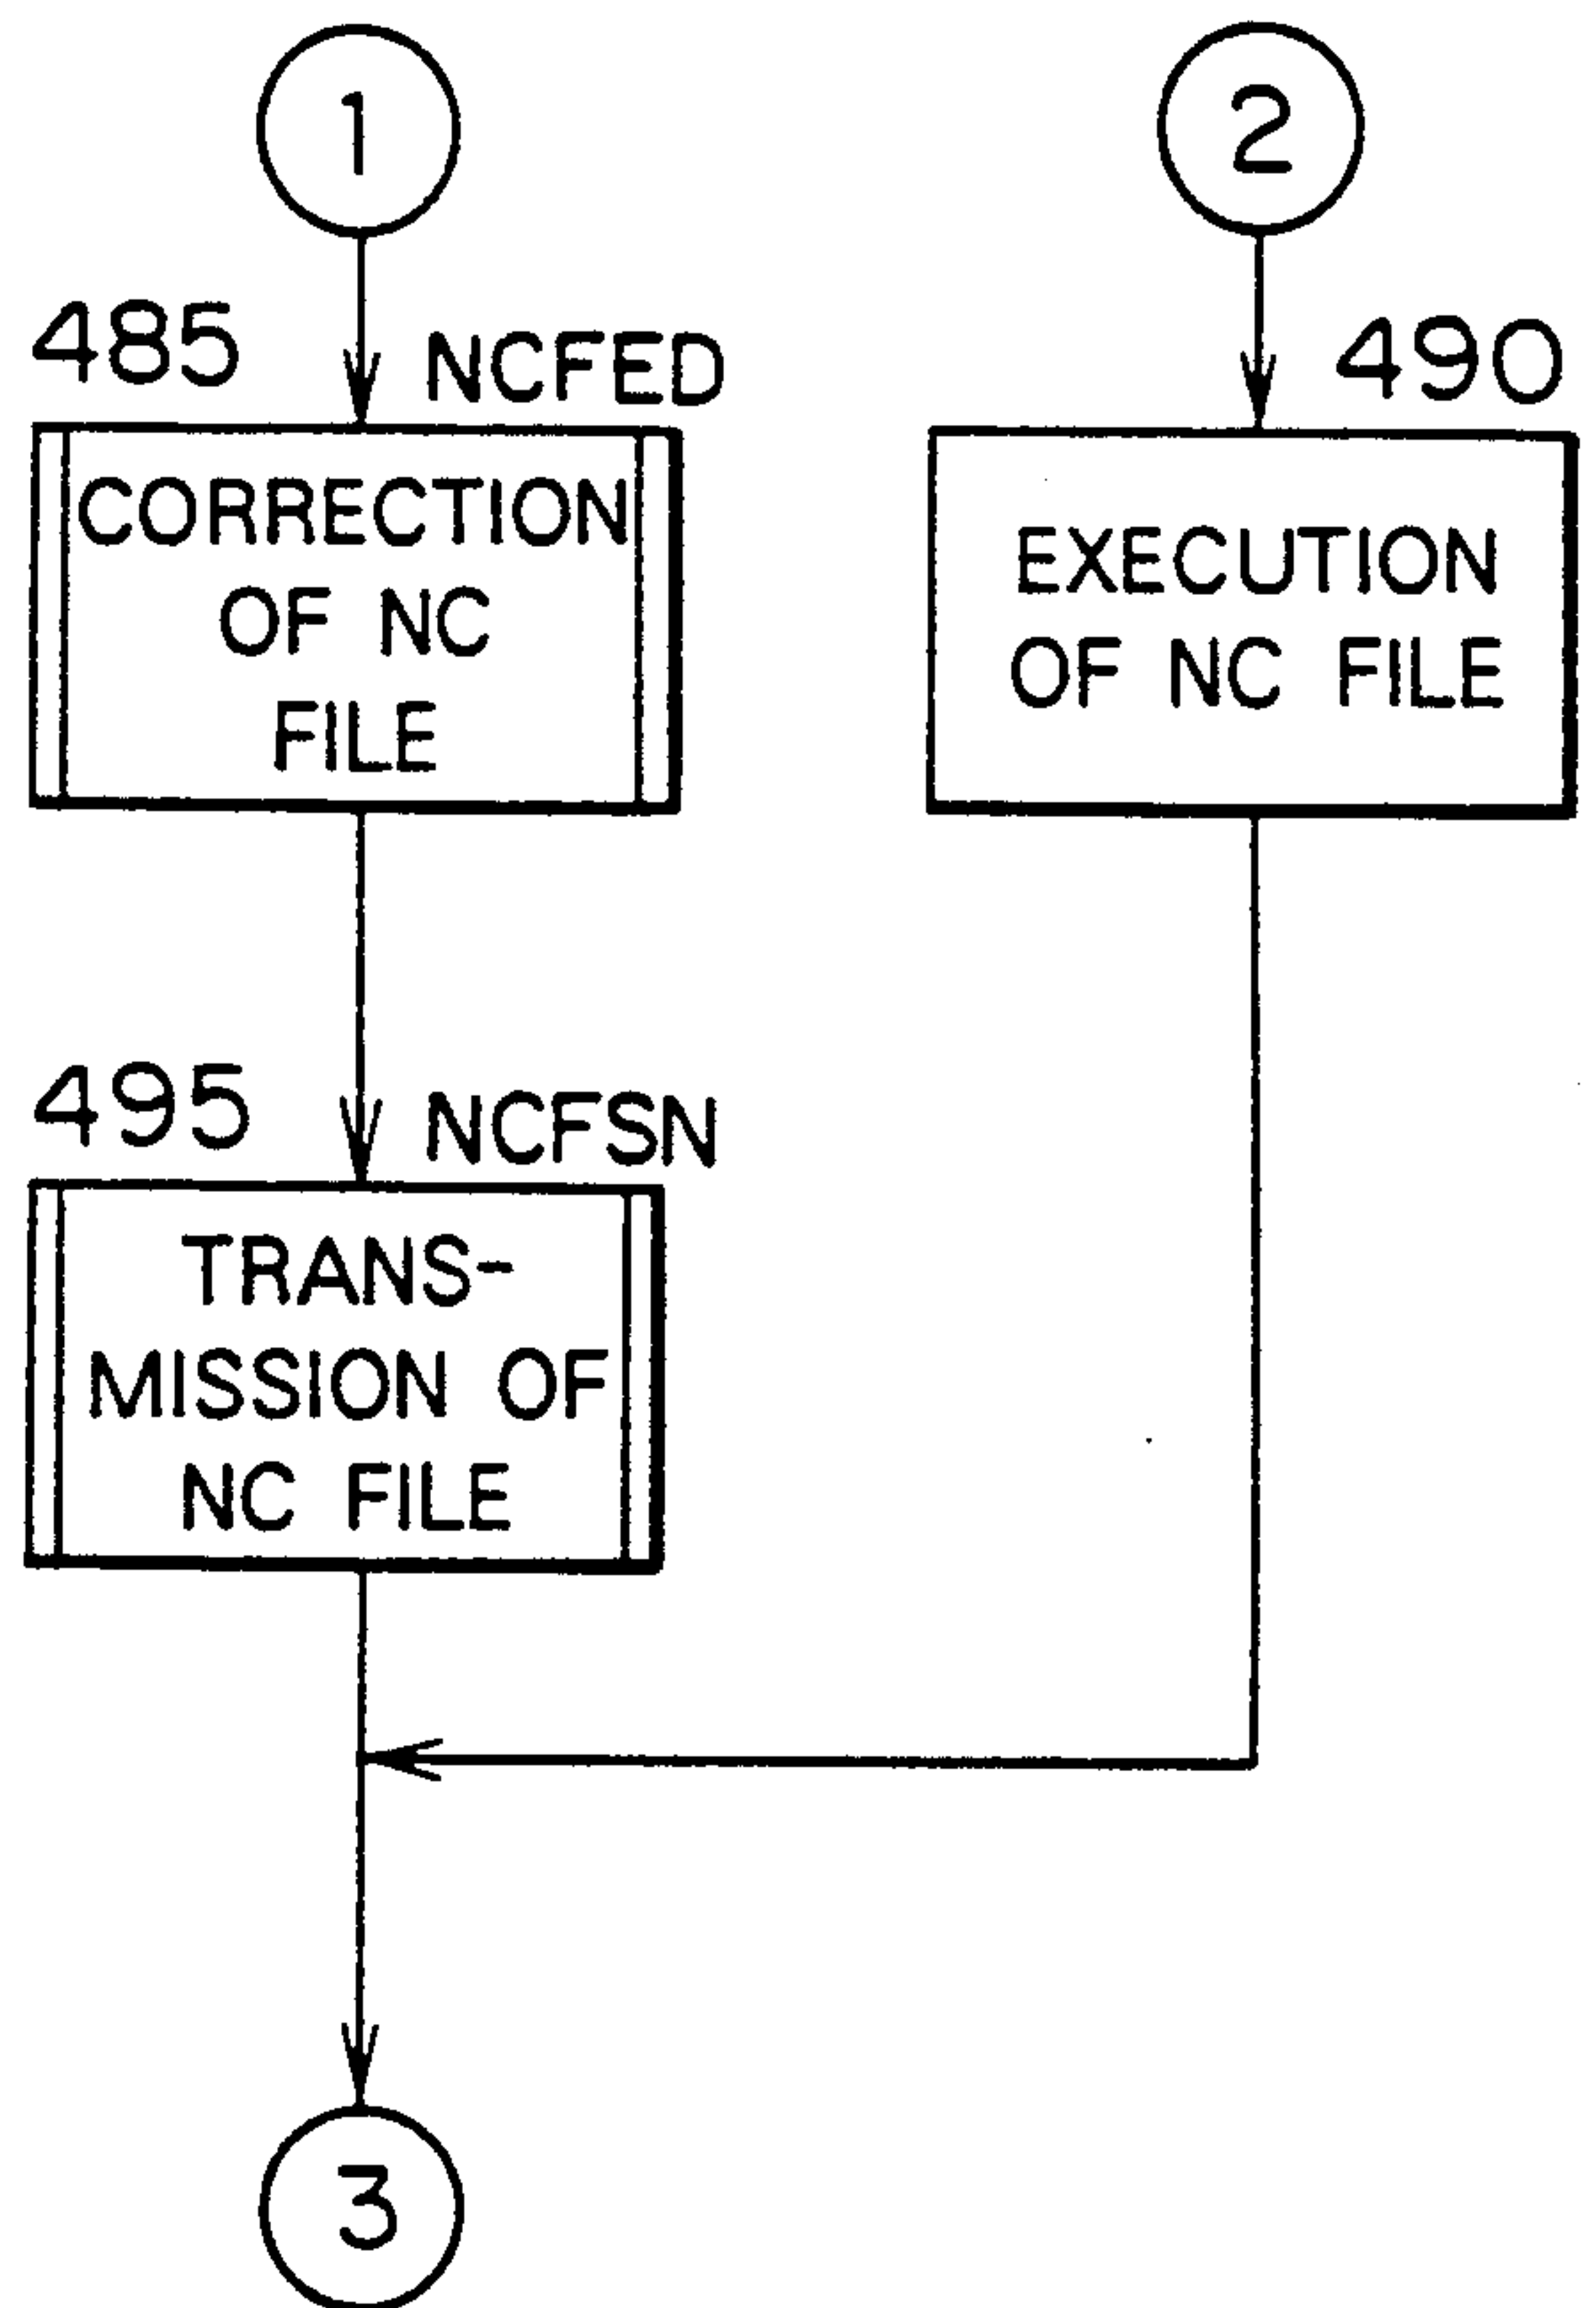 1
2
485
NCFED
490
CORRECTION
OF NC
FILE
EXECUTION
OF NC FILE
495
NCFSN
TRANS-
MISSION OF
NC FILE
3